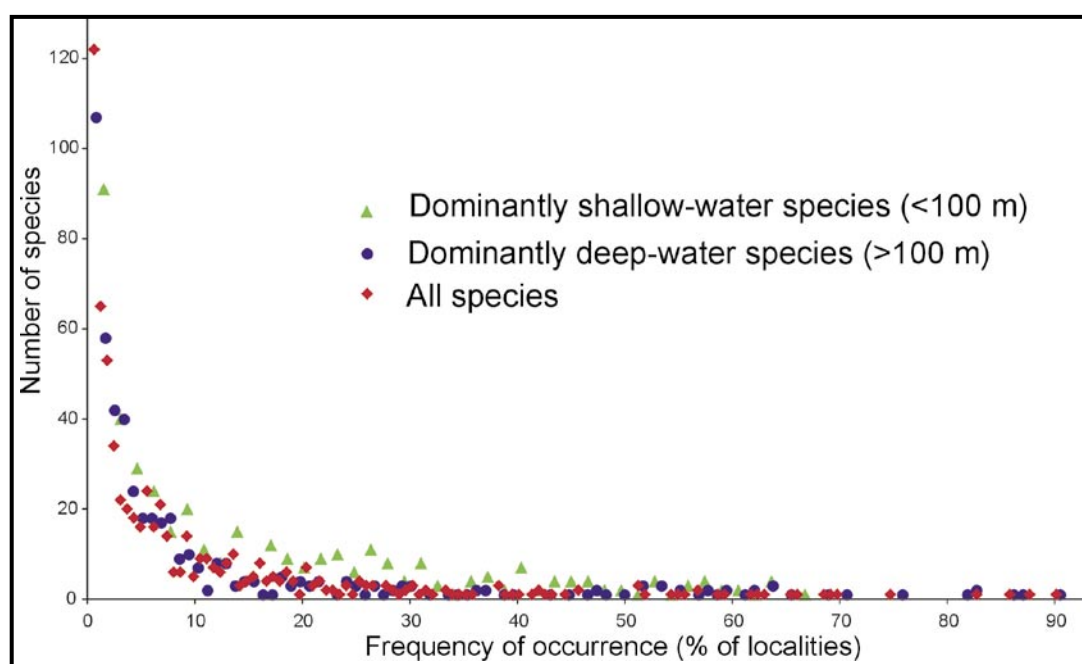 120
100
80
60
40
20
0
Number of species
Dominantly shallow-water species (<100 m)
Dominantly deep-water species (>100 m)
All species
0 10 20 30 40 50 60 70 80 90
Frequency of occurrence (% of localities)